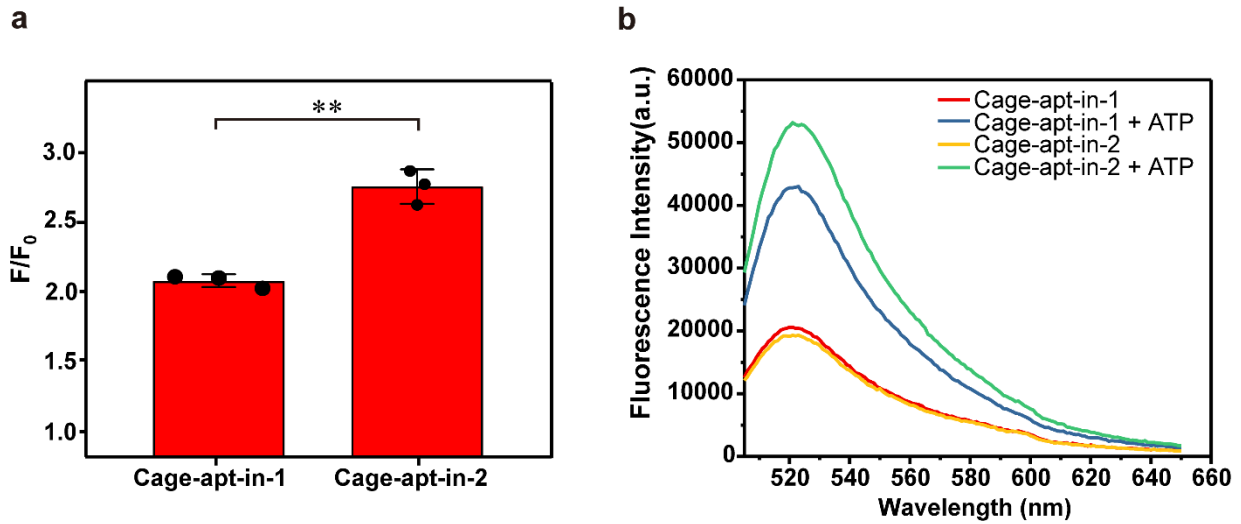 a
**
3.0
2.5
2.0
1.5
1.0
F/F₀
Cage-apt-in-1
Cage-apt-in-2
b
Cage-apt-in-1
Cage-apt-in-1 + ATP
Cage-apt-in-2
Cage-apt-in-2 + ATP
60000
50000
40000
30000
20000
10000
0
Fluorescence Intensity(a.u.)
520 540 560 580 600 620 640 660
Wavelength (nm)